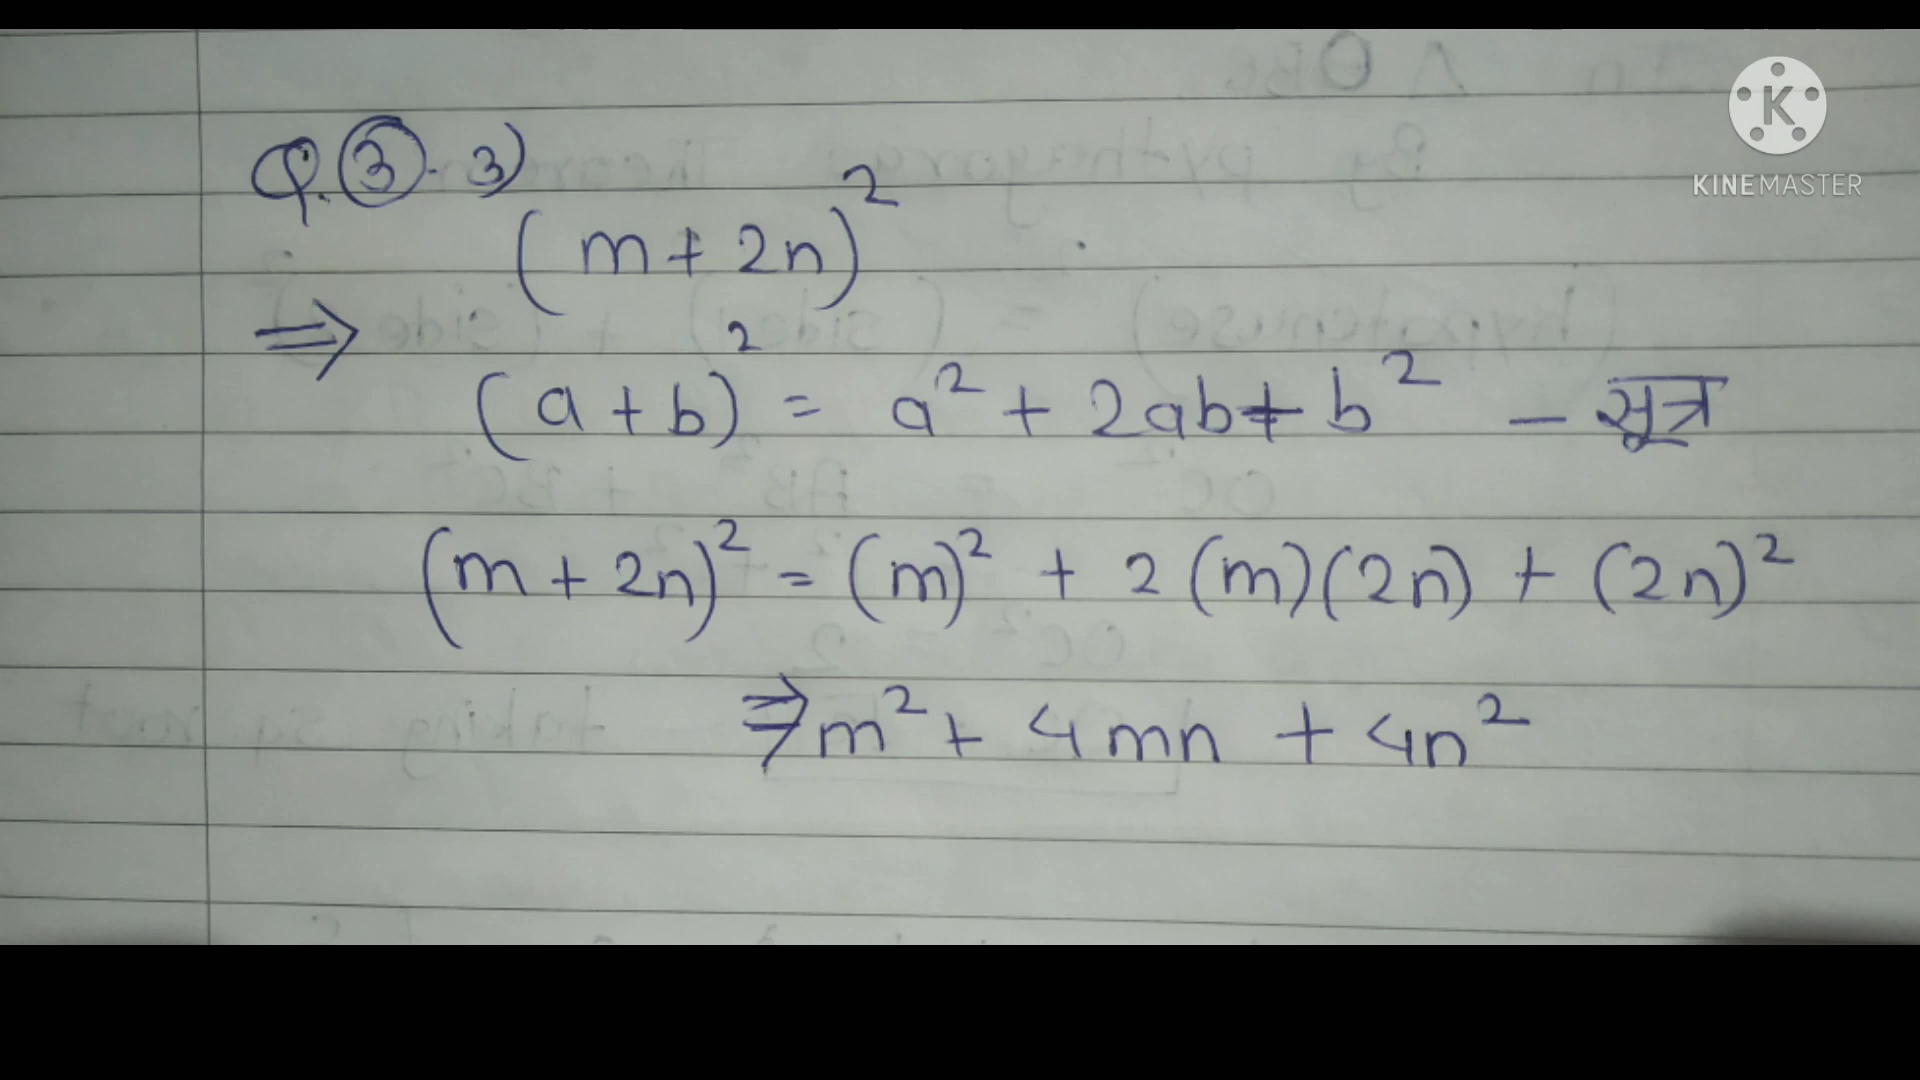 Q. 3. 3)
(m + 2n)²
⇒
(a + b)² = a² + 2ab + b² - सूत्र
(m + 2n)² = (m)² + 2 (m)(2n) + (2n)²
⇒ m² + 4mn + 4n²
KINEMASTER